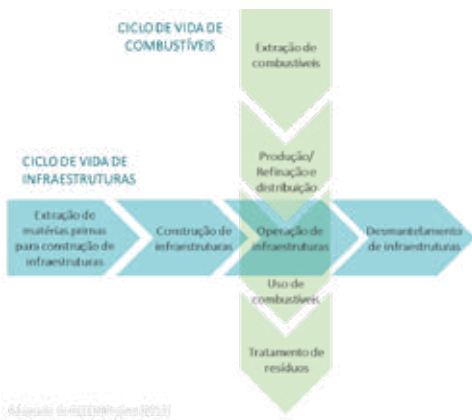 CICLO DE VIDA DE
COMBUSTÍVEIS
Extração de
combustíveis
Produção/
Refinação e
distribuição
CICLO DE VIDA DE
INFRAESTRUTURAS
Extração de
matérias primas
para construção de
infraestruturas
Construção de
infraestruturas
Operação de
infraestruturas
Desmantelamento
de infraestruturas
Uso de
combustíveis
Tratamento de
resíduos
Adaptado de